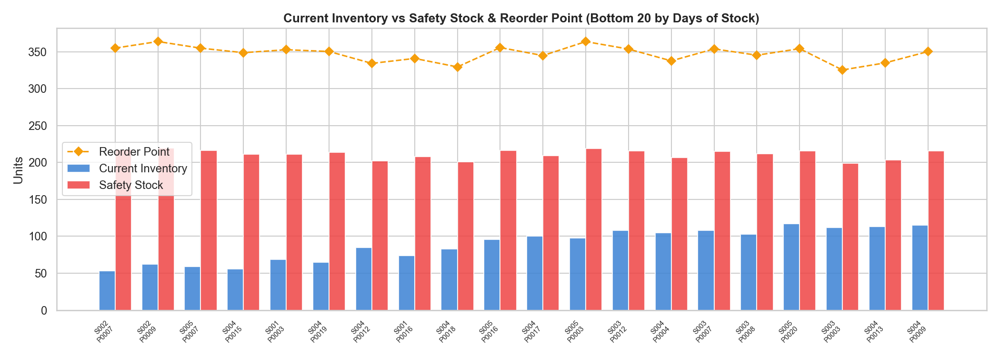 Current Inventory vs Safety Stock & Reorder Point (Bottom 20 by Days of Stock)
Units
350
300
250
200
150
100
50
0
Reorder Point
Current Inventory
Safety Stock
S002
P0007
S002
P0009
S005
P0007
S004
P0015
S001
P0003
S004
P0019
S004
P0012
S001
P0016
S004
P0018
S005
P0016
S004
P0017
S005
P0003
S003
P0012
S004
P0004
S003
P0007
S003
P0008
S005
P0020
S003
P0003
S004
P0013
S004
P0009